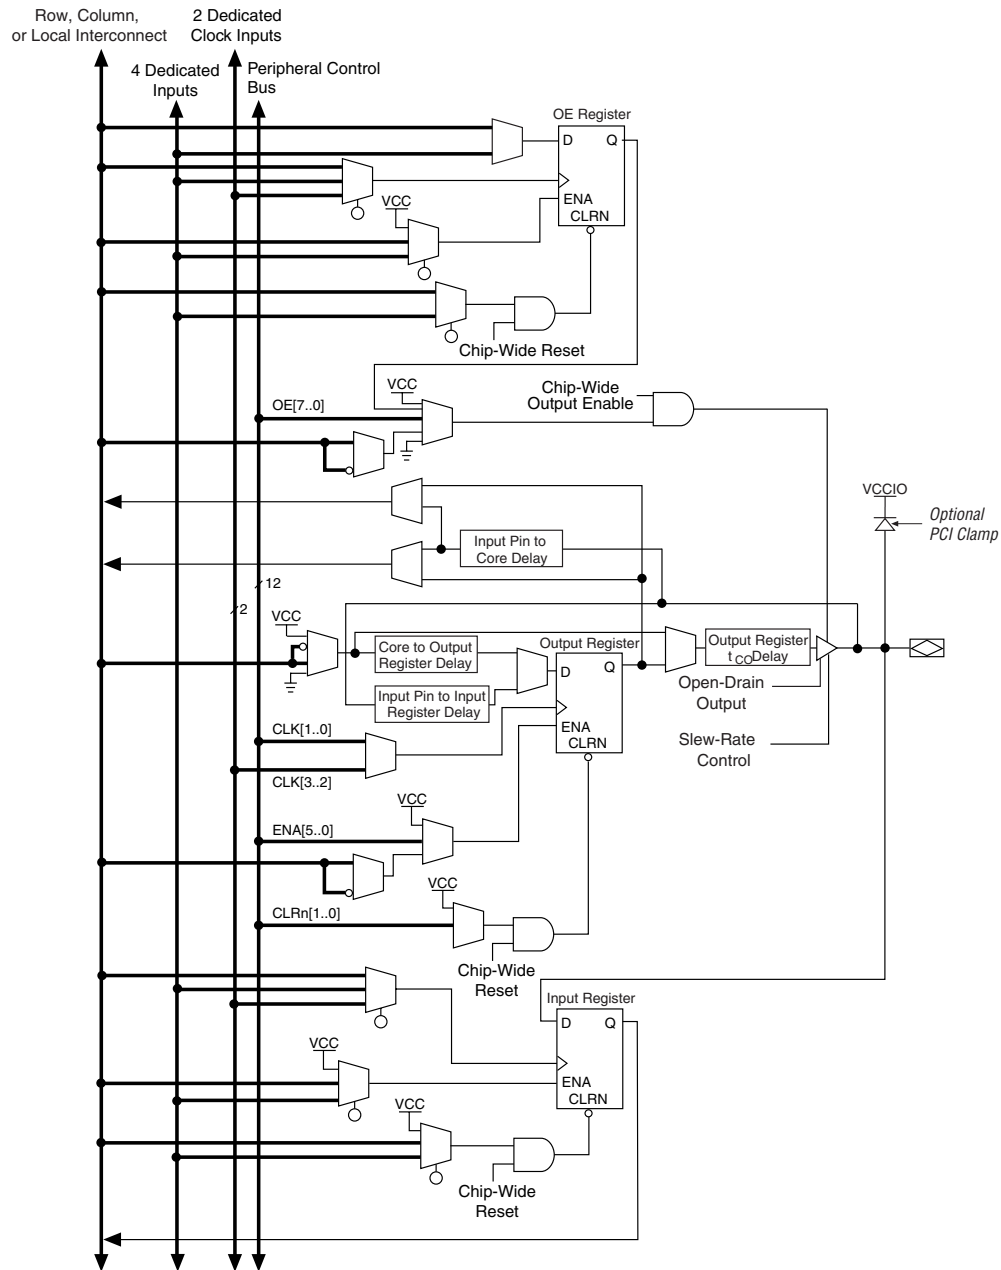 Row, Column,
or Local Interconnect
2 Dedicated
Clock Inputs
4 Dedicated
Inputs
Peripheral Control
Bus
OE Register
D
Q
ENA
CLRN
VCC
Chip-Wide Reset
VCC
OE[7..0]
Chip-Wide
Output Enable
VCCIO
Optional
PCI Clamp
Input Pin to
Core Delay
12
2
VCC
Core to Output
Register Delay
Input Pin to Input
Register Delay
Output Register
D
Q
ENA
CLRN
Output Register
tCO Delay
Open-Drain
Output
Slew-Rate
Control
CLK[1..0]
CLK[3..2]
VCC
ENA[5..0]
VCC
CLRn[1..0]
Chip-Wide
Reset
Input Register
D
Q
ENA
CLRN
VCC
VCC
Chip-Wide
Reset